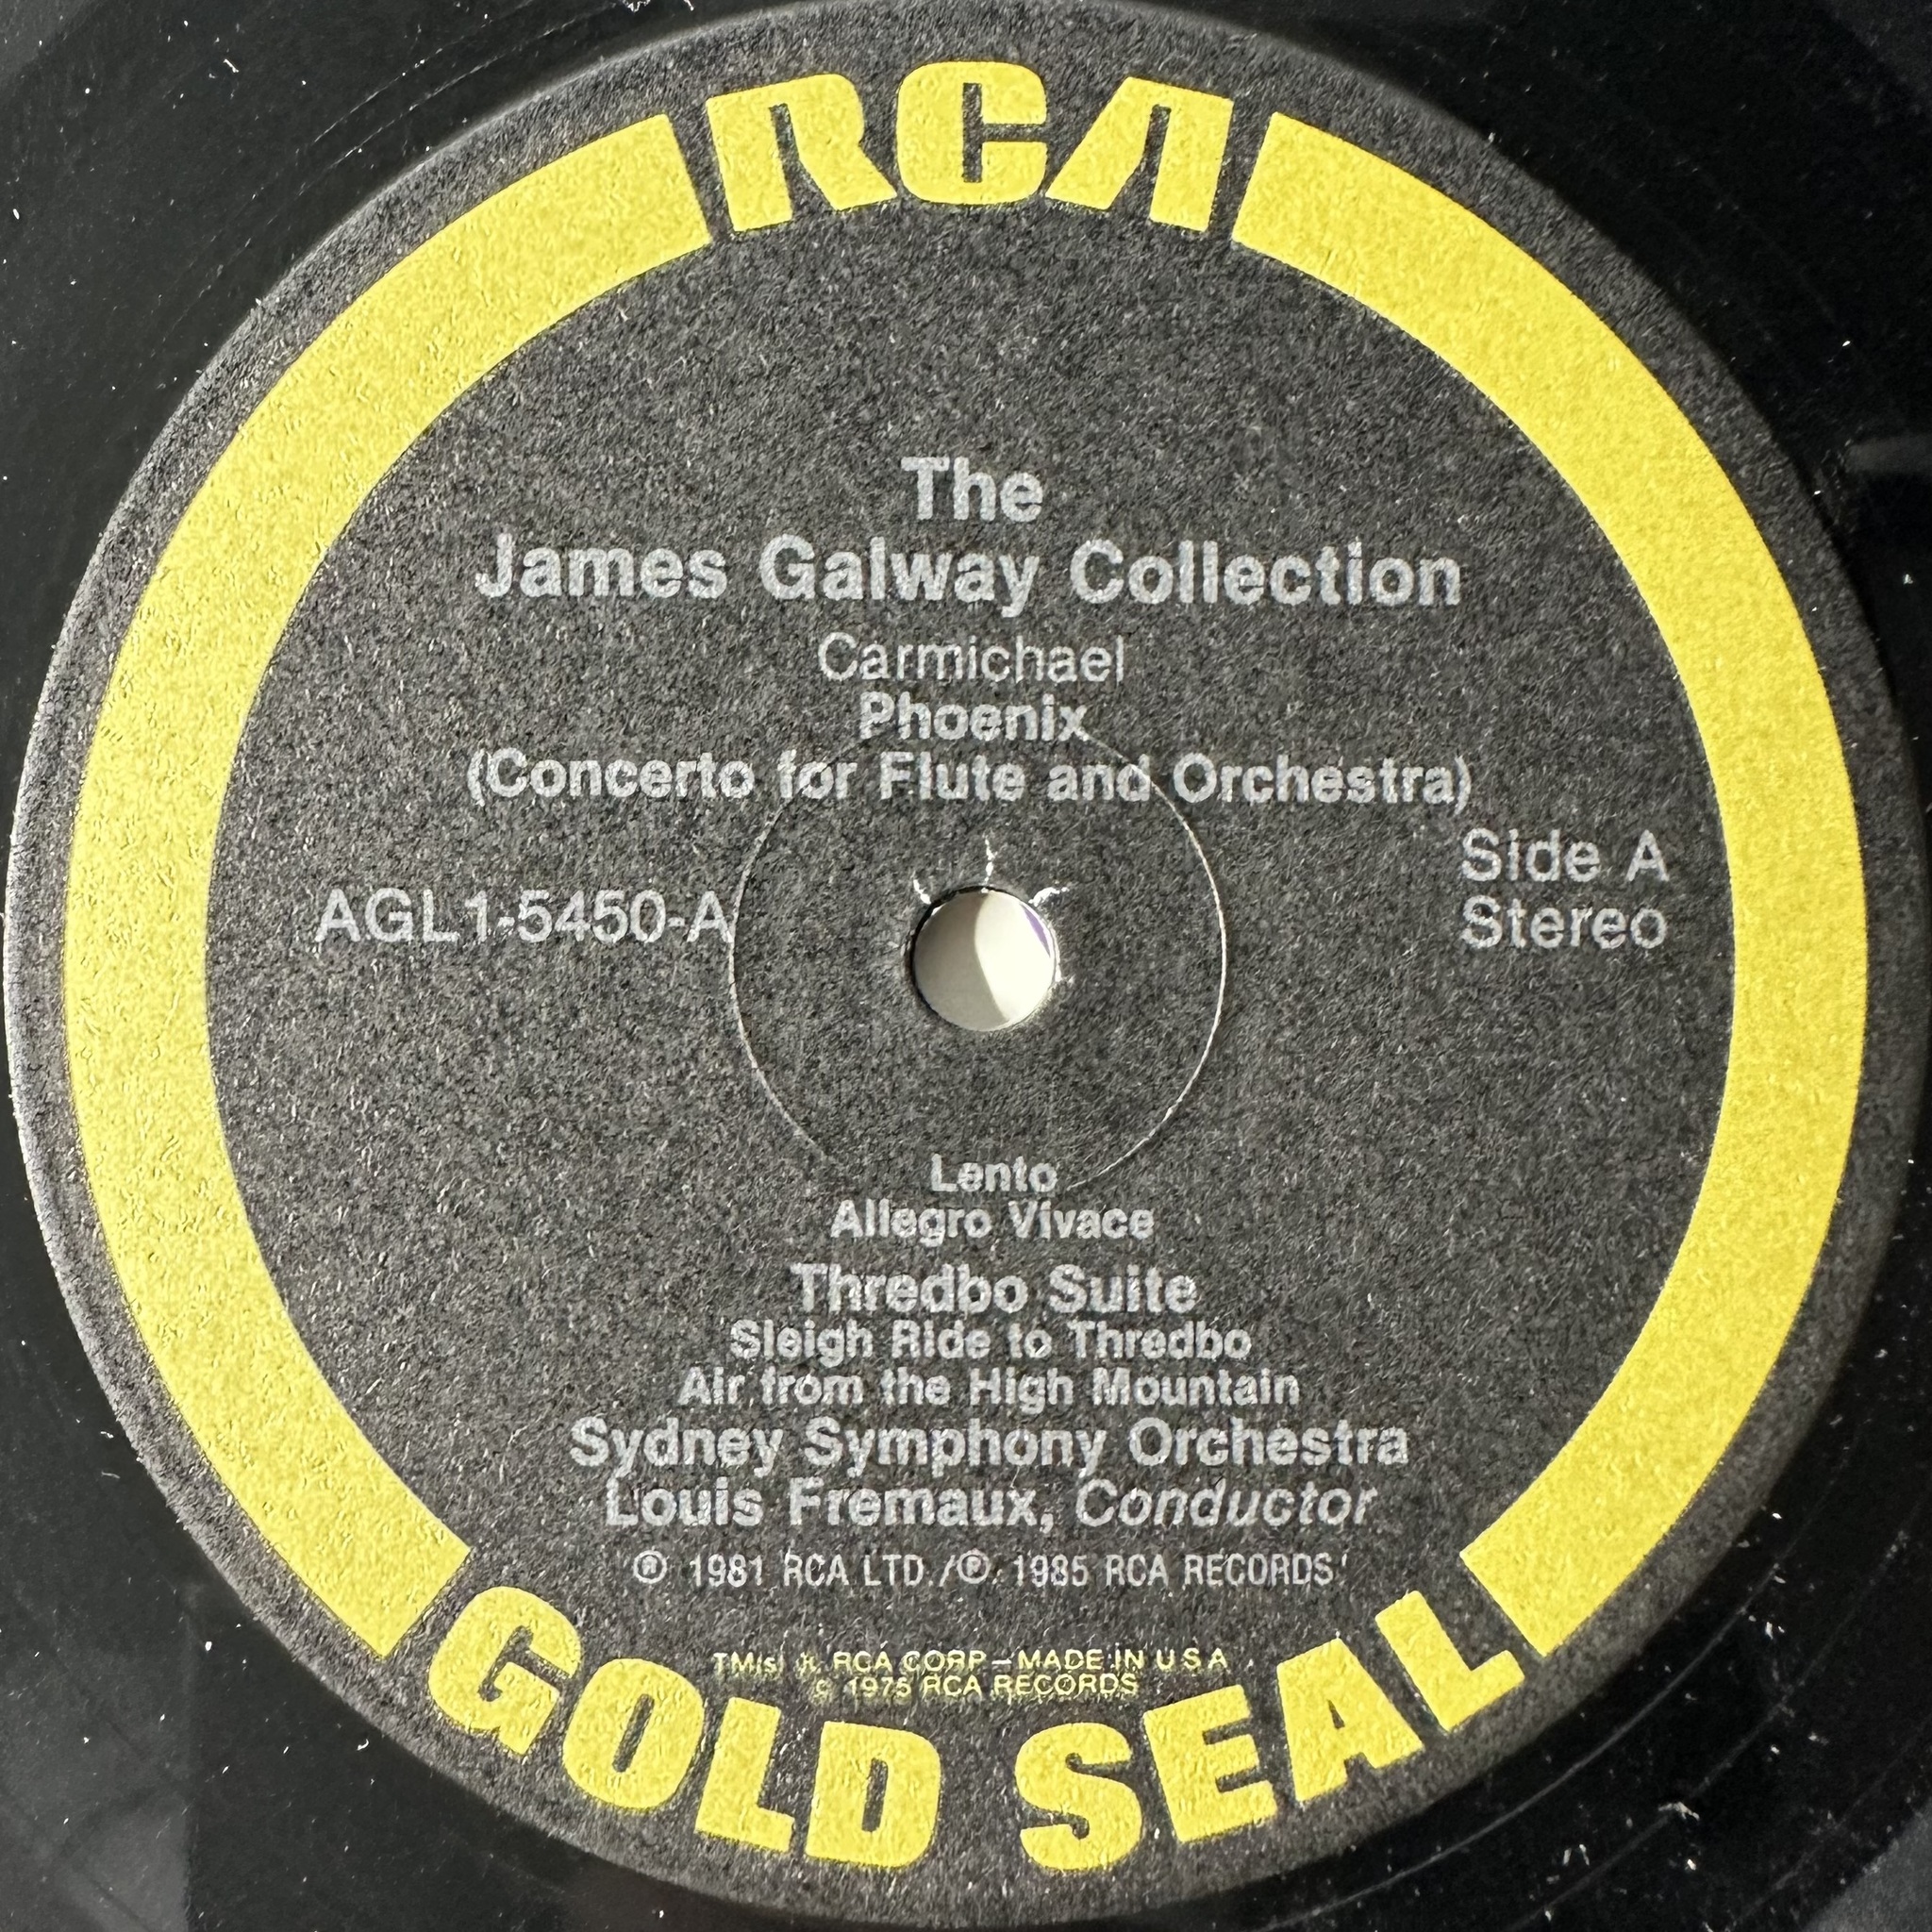 RCA
The
James Galway Collection
Carmichael
Phoenix
(Concerto for Flute and Orchestra)
Side A
AGL1-5450-A
Stereo
Lento
Allegro Vivace
Thredbo Suite
Sleigh Ride to Thredbo
Air from the High Mountain
Sydney Symphony Orchestra
Louis Fremaux, Conductor
℗ 1981 RCA LTD./℗ 1985 RCA RECORDS
TM(s) ® RCA CORP – MADE IN U S A
c 1975 RCA RECORDS
GOLD SEAL